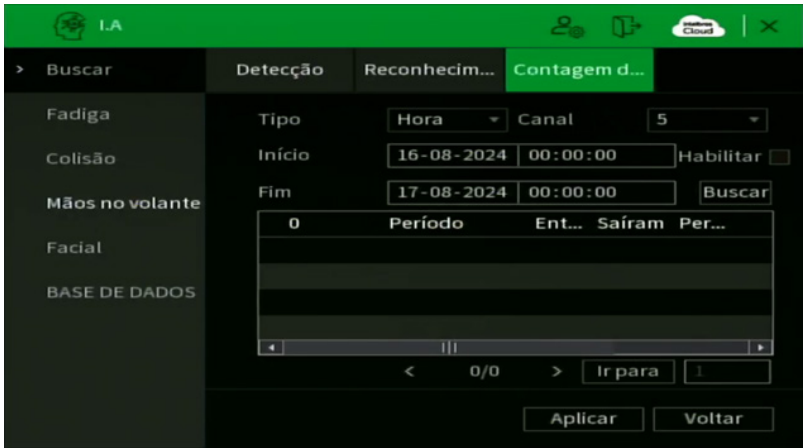 I.A
intelbras
Cloud
Buscar
Fadiga
Colisão
Mãos no volante
Facial
BASE DE DADOS
Detecção Reconhecim... Contagem d...
Tipo Hora Canal 5
Início 16-08-2024 00:00:00 Habilitar
Fim 17-08-2024 00:00:00 Buscar
0 Período Ent... Saíram Per...
< 0/0 > Ir para 1
Aplicar Voltar